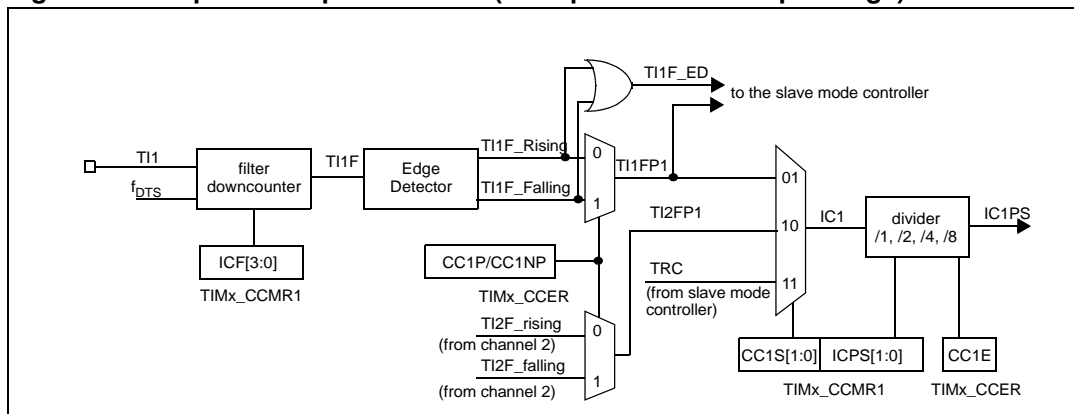 TI1F_ED
to the slave mode controller
TI1
f
DTS
filter
downcounter
TI1F
Edge
Detector
TI1F_Rising
TI1F_Falling
0
1
TI1FP1
TI2FP1
01
10
11
IC1
divider
/1, /2, /4, /8
IC1PS
ICF[3:0]
TIMx_CCMR1
CC1P/CC1NP
TIMx_CCER
TRC
(from slave mode
controller)
TI2F_rising
(from channel 2)
TI2F_falling
(from channel 2)
0
1
CC1S[1:0]
ICPS[1:0]
CC1E
TIMx_CCMR1
TIMx_CCER